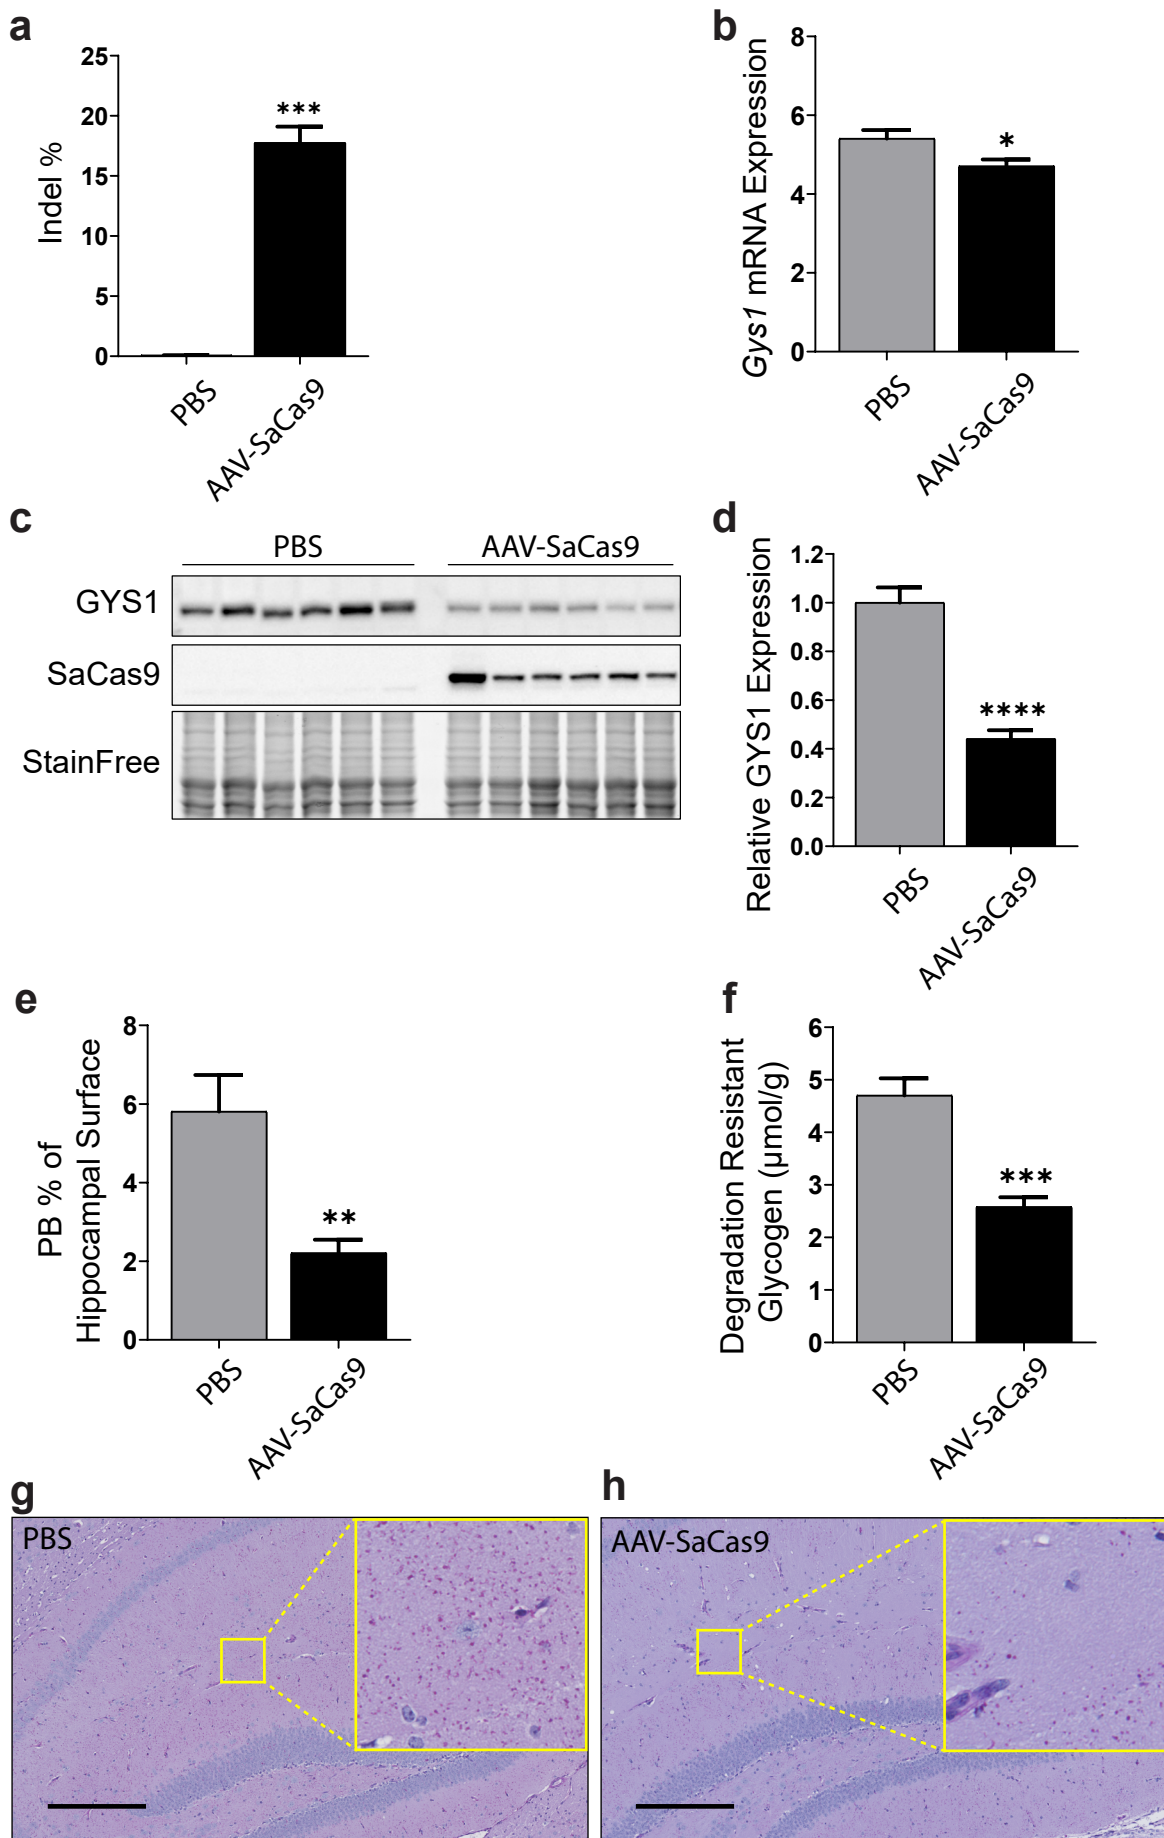 a
25
20
15
10
5
0
Indel %
***
PBS
AAV-SaCas9
b
8
6
4
2
0
Gys1 mRNA Expression
*
PBS
AAV-SaCas9
c
PBS
AAV-SaCas9
GYS1
SaCas9
StainFree
d
1.2
1.0
0.8
0.6
0.4
0.2
0.0
Relative GYS1 Expression
****
PBS
AAV-SaCas9
e
8
6
4
2
0
PB % of
Hippocampal Surface
**
PBS
AAV-SaCas9
f
6
5
4
3
2
1
0
Degradation Resistant
Glycogen (µmol/g)
***
PBS
AAV-SaCas9
g
PBS
h
AAV-SaCas9